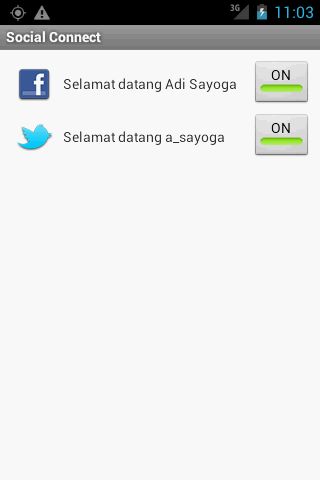 3G 11:03
Social Connect
Selamat datang Adi Sayoga ON
Selamat datang a_sayoga ON